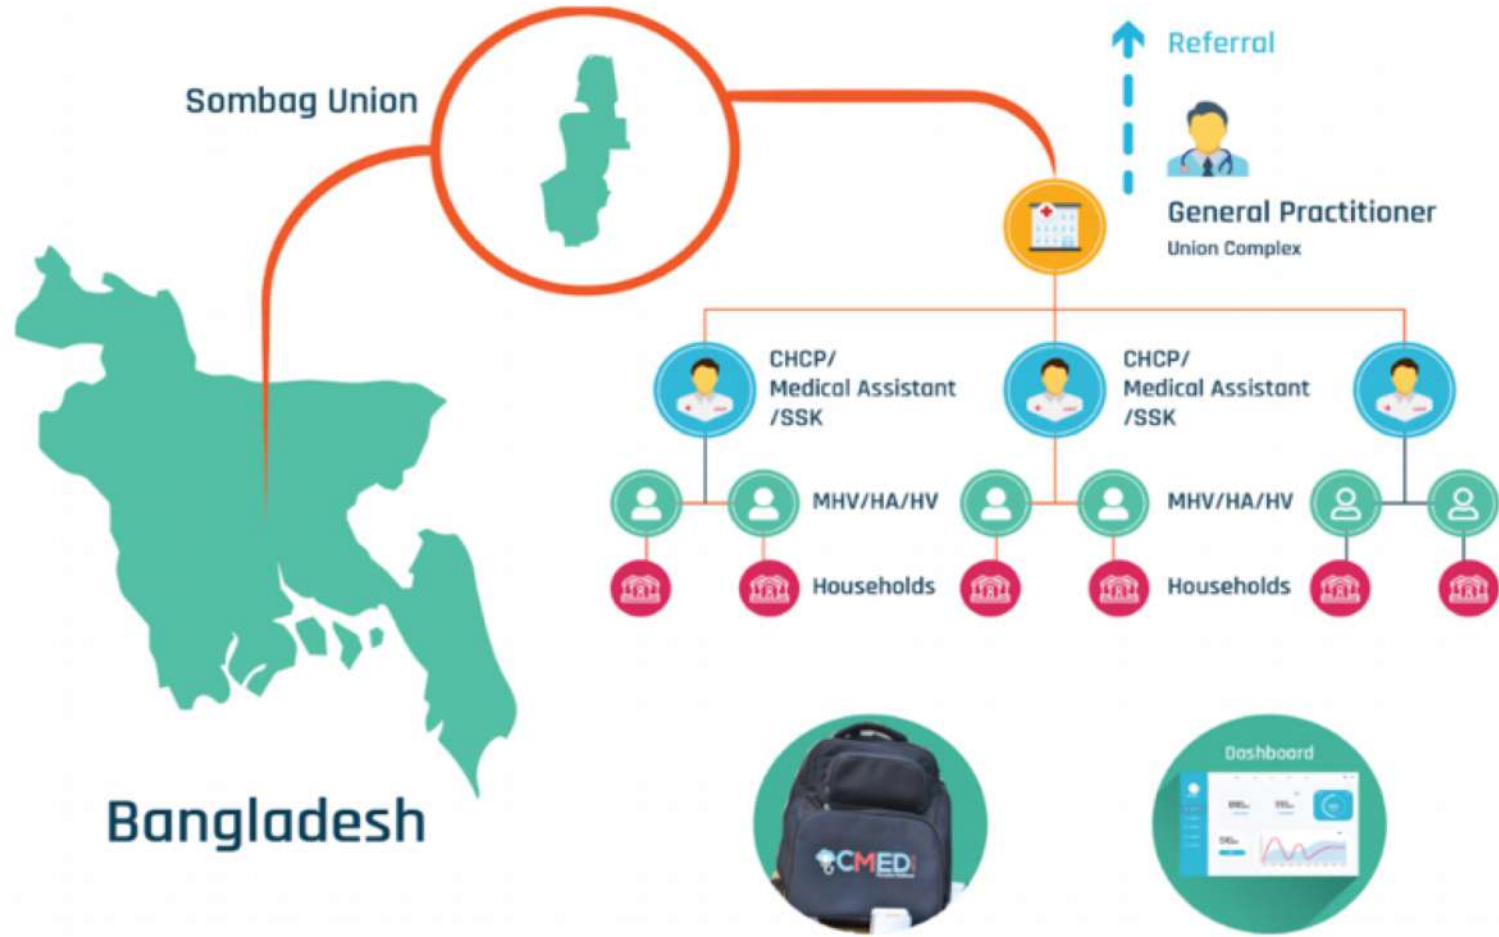 Sombag Union
Referral
General Practitioner
Union Complex
CHCP/
Medical Assistant
/SSK
CHCP/
Medical Assistant
/SSK
MHV/HA/HV
MHV/HA/HV
Households
Households
Bangladesh
CMED
Dashboard